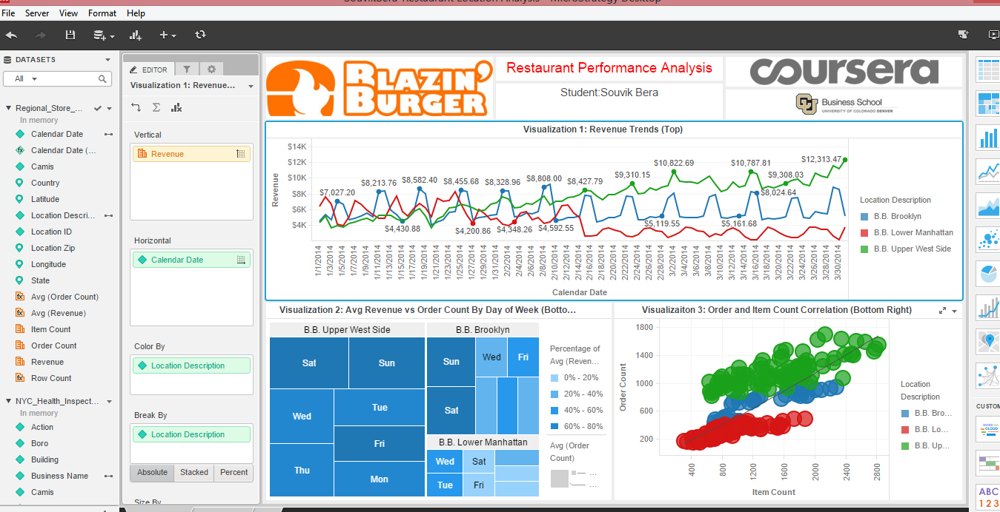 SouvikBera-Restaurant Location Analysis - MicroStrategy Desktop
File Server View Format Help
DATASETS
All
Regional_Store_...
In memory
Calendar Date
Calendar Date (...
Camis
Country
Latitude
Location Descri...
Location ID
Location Zip
Longitude
State
Avg (Order Count)
Avg (Revenue)
Item Count
Order Count
Revenue
Row Count
NYC_Health_Inspect...
In memory
Action
Boro
Building
Business Name
Camis
EDITOR
Visualization 1: Revenue...
Vertical
Revenue
Horizontal
Calendar Date
Color By
Location Description
Break By
Location Description
Absolute Stacked Percent
Size By
BLAZIN'
BURGER
Restaurant Performance Analysis
Student:Souvik Bera
coursera
CU
Business School
UNIVERSITY OF COLORADO DENVER
Visualization 1: Revenue Trends (Top)
Revenue
$14K
$12K
$10K
$8K
$6K
$4K
$7,027.20
$8,213.76
$4,430.88
$8,582.40
$8,455.68
$4,200.86
$8,328.96
$4,348.26
$8,808.00
$4,592.55
$8,427.79
$9,310.15
$5,119.55
$10,822.69
$5,161.68
$10,787.81
$8,024.64
$9,308.03
$12,313.47
1/1/2014
1/3/2014
1/5/2014
1/7/2014
1/9/2014
1/11/2014
1/13/2014
1/15/2014
1/17/2014
1/19/2014
1/21/2014
1/23/2014
1/25/2014
1/27/2014
1/29/2014
1/31/2014
2/2/2014
2/4/2014
2/6/2014
2/8/2014
2/10/2014
2/12/2014
2/14/2014
2/16/2014
2/18/2014
2/20/2014
2/22/2014
2/24/2014
2/26/2014
2/28/2014
3/2/2014
3/4/2014
3/6/2014
3/8/2014
3/10/2014
3/12/2014
3/14/2014
3/16/2014
3/18/2014
3/20/2014
3/22/2014
3/24/2014
3/26/2014
3/28/2014
3/30/2014
Calendar Date
Location Description
B.B. Brooklyn
B.B. Lower Manhattan
B.B. Upper West Side
Visualization 2: Avg Revenue vs Order Count By Day of Week (Botto...
B.B. Upper West Side
Sat
Sun
Wed
Tue
Fri
Thu
Mon
B.B. Brooklyn
Sun
Wed
Fri
Sat
B.B. Lower Manhattan
Wed
Sat
Tue
Fri
Percentage of
Avg (Reven...
0% - 20%
20% - 40%
40% - 60%
60% - 80%
Avg (Order
Count)
...
...
Visualizaiton 3: Order and Item Count Correlation (Bottom Right)
Order Count
1800
1400
1000
600
200
400
800
1200
1600
2000
2400
2800
Item Count
Location
Description
B.B. Bro...
B.B. Lo...
B.B. Up...
CUSTOM
WORD
CLOUD
ABC
123